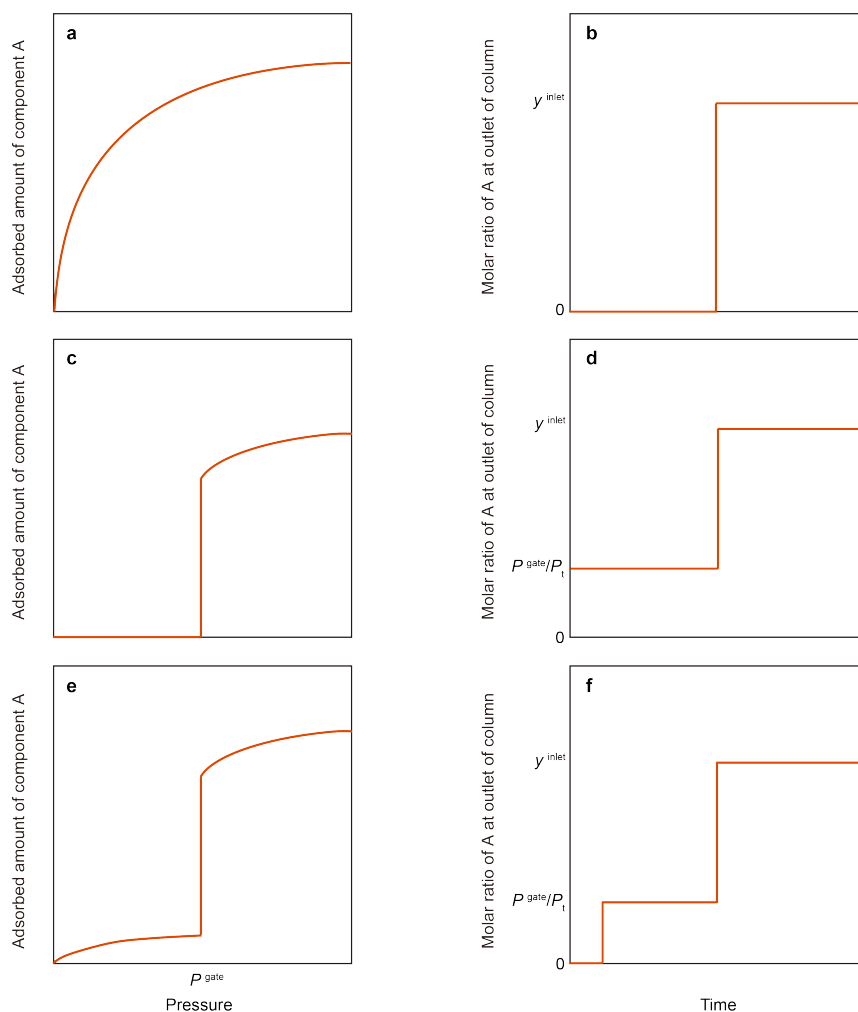 a
Adsorbed amount of component A
b
Molar ratio of A at outlet of column
y inlet
0
c
Adsorbed amount of component A
d
Molar ratio of A at outlet of column
y inlet
P gate/Pt
0
e
Adsorbed amount of component A
P gate
Pressure
f
Molar ratio of A at outlet of column
y inlet
P gate/Pt
0
Time